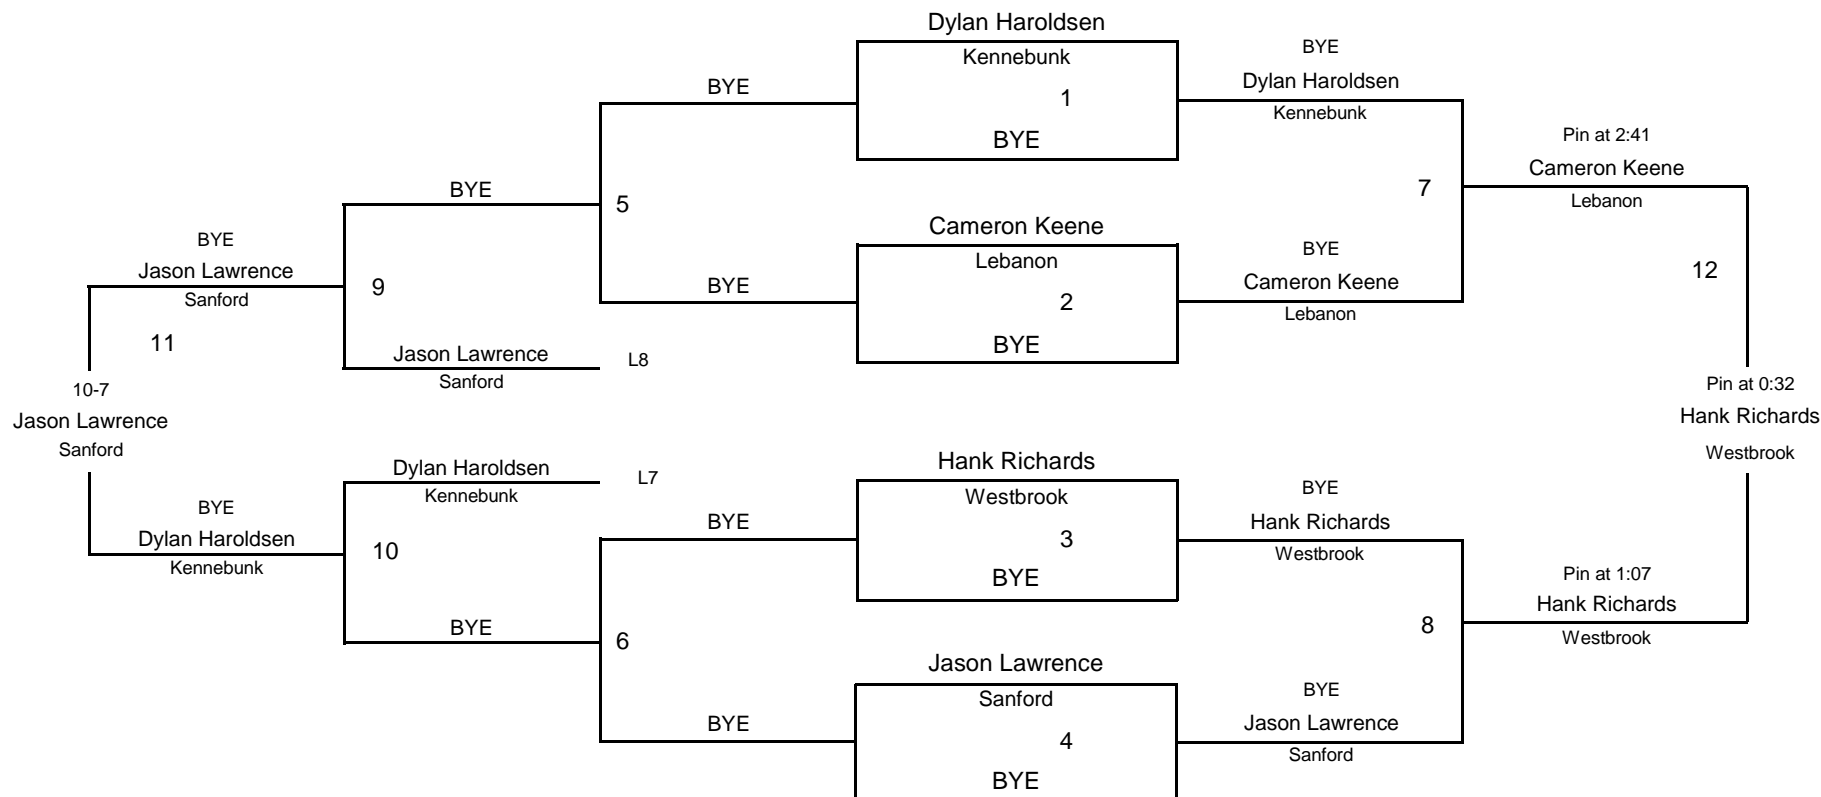 Dylan Haroldsen
Kennebunk
1
BYE
BYE
Dylan Haroldsen
Kennebunk
BYE
Pin at 2:41
Cameron Keene
Lebanon
7
BYE
5
Cameron Keene
Lebanon
2
BYE
BYE
Cameron Keene
Lebanon
BYE
12
BYE
Jason Lawrence
Sanford
9
11
Jason Lawrence
Sanford
L8
10-7
Jason Lawrence
Sanford
Pin at 0:32
Hank Richards
Westbrook
Dylan Haroldsen
Kennebunk
L7
Hank Richards
Westbrook
3
BYE
BYE
Hank Richards
Westbrook
BYE
BYE
Dylan Haroldsen
Kennebunk
10
Pin at 1:07
Hank Richards
Westbrook
8
BYE
6
Jason Lawrence
Sanford
4
BYE
BYE
Jason Lawrence
Sanford
BYE